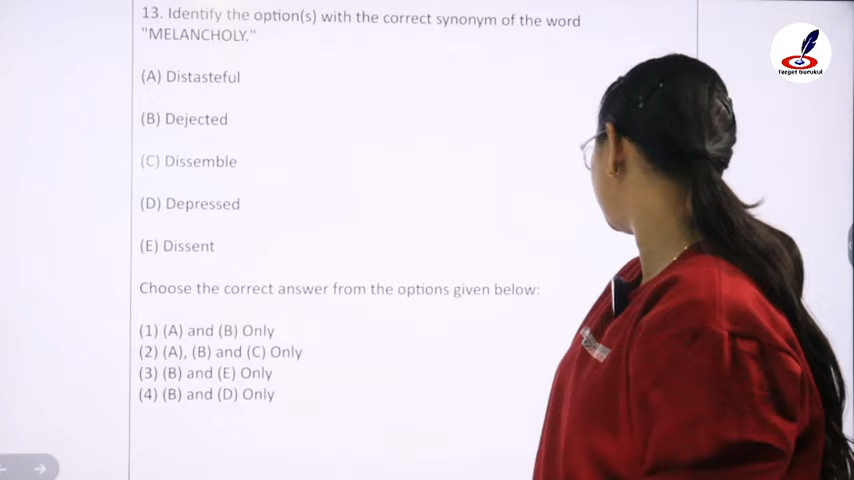 13. Identify the option(s) with the correct synonym of the word
"MELANCHOLY."
(A) Distasteful
(B) Dejected
(C) Dissemble
(D) Depressed
(E) Dissent
Choose the correct answer from the options given below:
(1) (A) and (B) Only
(2) (A), (B) and (C) Only
(3) (B) and (E) Only
(4) (B) and (D) Only
Target Gurukul